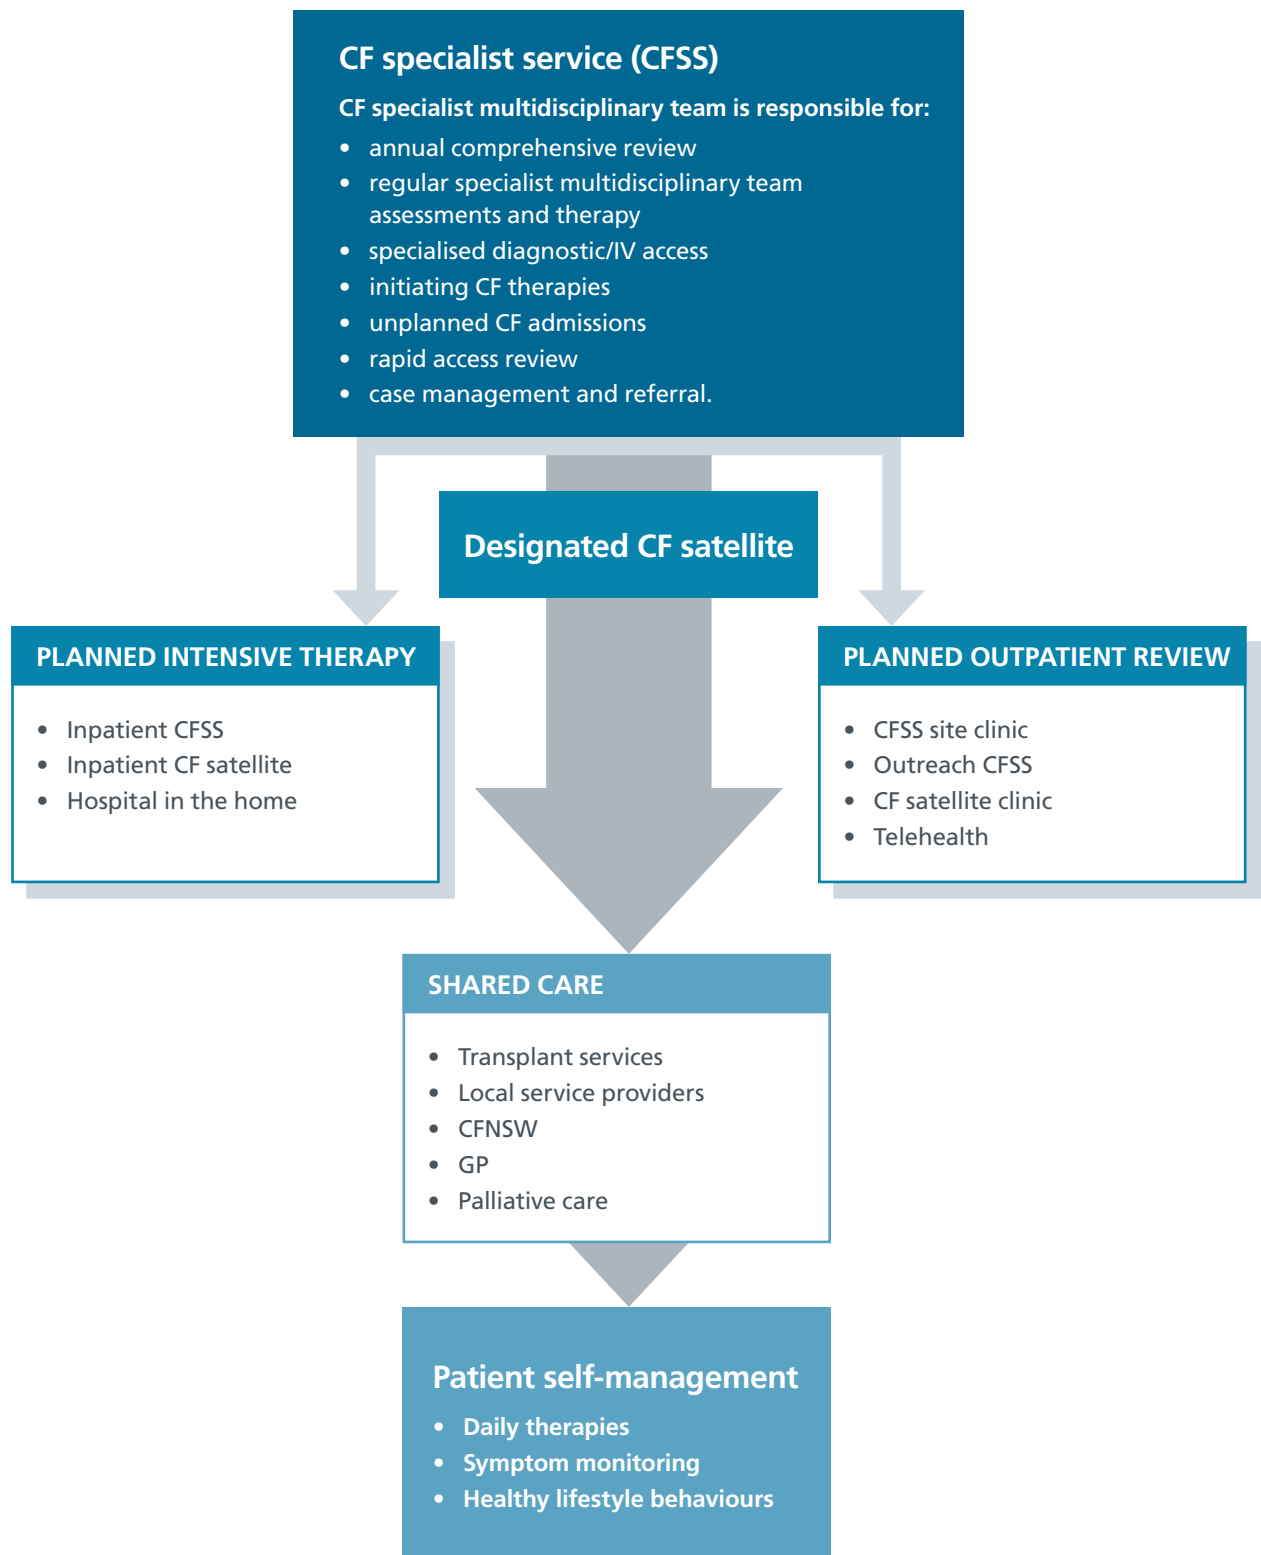 CF specialist service (CFSS)
CF specialist multidisciplinary team is responsible for:
• annual comprehensive review
• regular specialist multidisciplinary team
assessments and therapy
• specialised diagnostic/IV access
• initiating CF therapies
• unplanned CF admissions
• rapid access review
• case management and referral.
Designated CF satellite
PLANNED INTENSIVE THERAPY
• Inpatient CFSS
• Inpatient CF satellite
• Hospital in the home
PLANNED OUTPATIENT REVIEW
• CFSS site clinic
• Outreach CFSS
• CF satellite clinic
• Telehealth
SHARED CARE
• Transplant services
• Local service providers
• CFNSW
• GP
• Palliative care
Patient self-management
• Daily therapies
• Symptom monitoring
• Healthy lifestyle behaviours